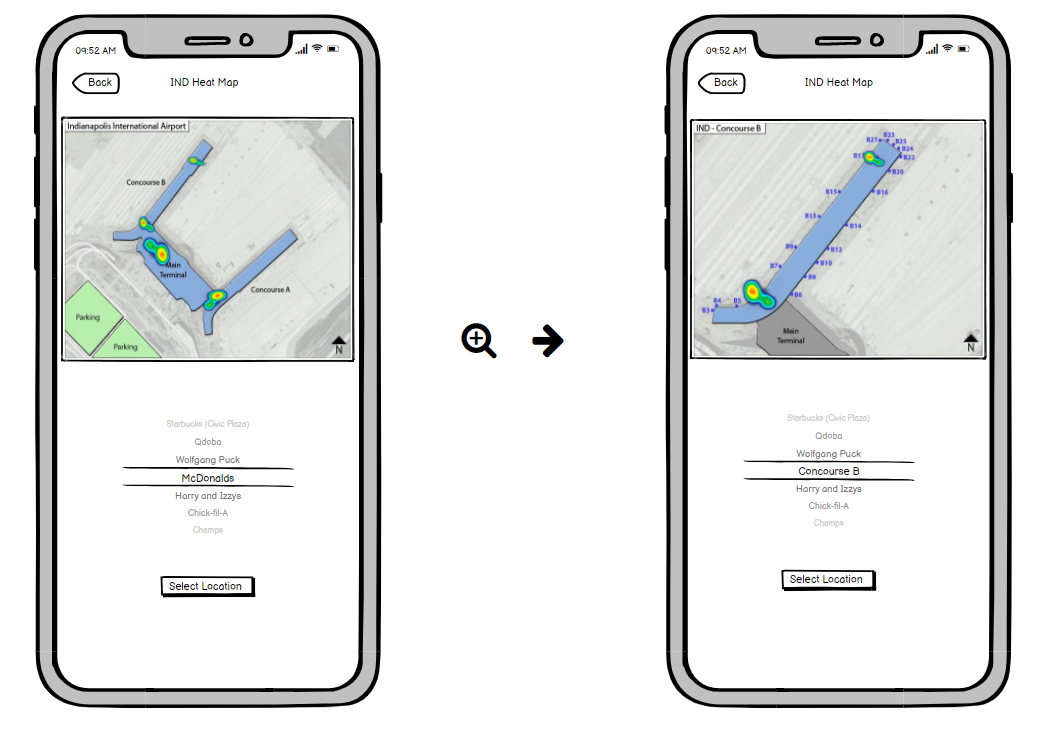 09:52 AM
Back
IND Heat Map
Indianapolis International Airport
Concourse B
Main
Terminal
Concourse A
Parking
Parking
N
Starbucks (Civic Plaza)
Qdoba
Wolfgang Puck
McDonalds
Harry and Izzys
Chick-fil-A
Champs
Select Location
09:52 AM
Back
IND Heat Map
IND - Concourse B
B23
B21
B25
B24
B17
B22
B20
B15
B16
B13
B14
B9
B12
B7
B10
B8
B6
B4
B5
B3
Main
Terminal
N
Starbucks (Civic Plaza)
Qdoba
Wolfgang Puck
Concourse B
Harry and Izzys
Chick-fil-A
Champs
Select Location